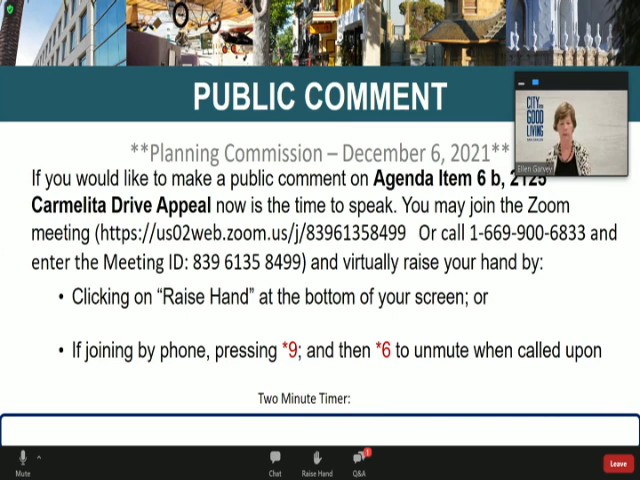 PUBLIC COMMENT
CITY OF GOOD LIVING
Ellen Garvey
**Planning Commission – December 6, 2021**
If you would like to make a public comment on Agenda Item 6 b, 2125
Carmelita Drive Appeal now is the time to speak. You may join the Zoom
meeting (https://us02web.zoom.us/j/83961358499 Or call 1-669-900-6833 and
enter the Meeting ID: 839 6135 8499) and virtually raise your hand by:
• Clicking on “Raise Hand” at the bottom of your screen; or
• If joining by phone, pressing *9; and then *6 to unmute when called upon
Two Minute Timer:
Mute
Chat
Raise Hand
Q&A
1
Leave